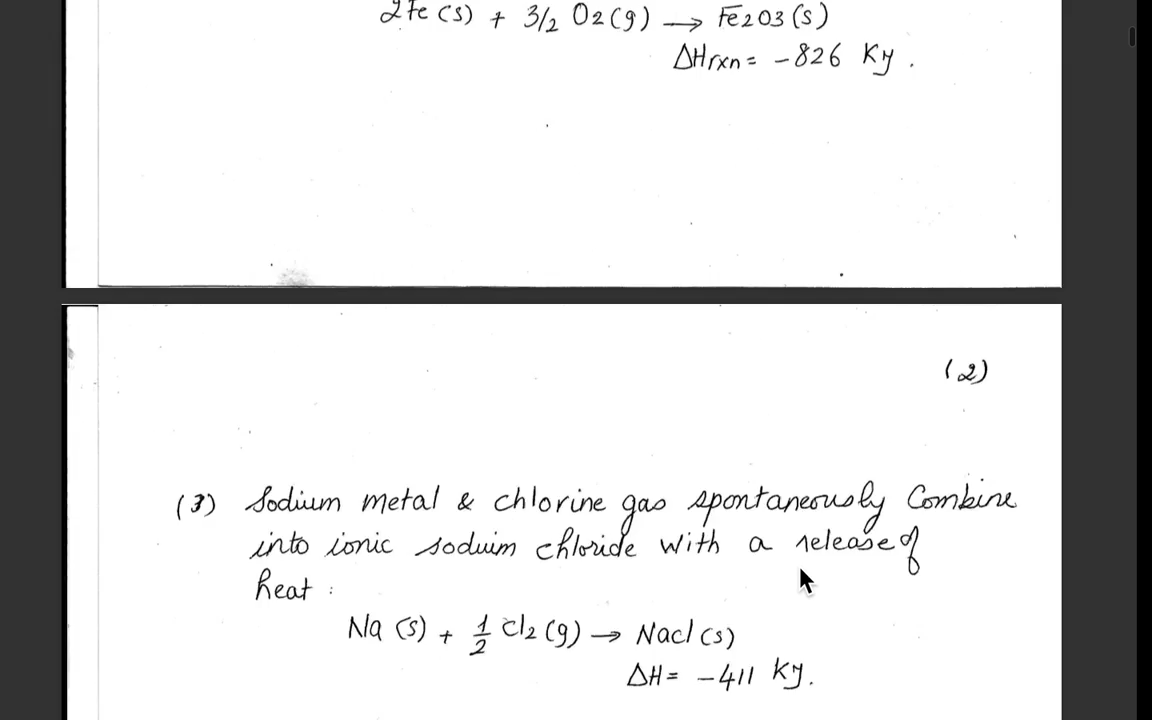 2Fe (s) + 3/2 O2 (g) → Fe2O3 (s)
ΔHrxn = -826 KJ.
(2)
(3) Sodium metal & chlorine gas spontaneously Combine
into ionic soduim chloride with a release of
heat :
Na (s) + 1/2 Cl2 (g) → Nacl (s)
ΔH = -411 KJ.